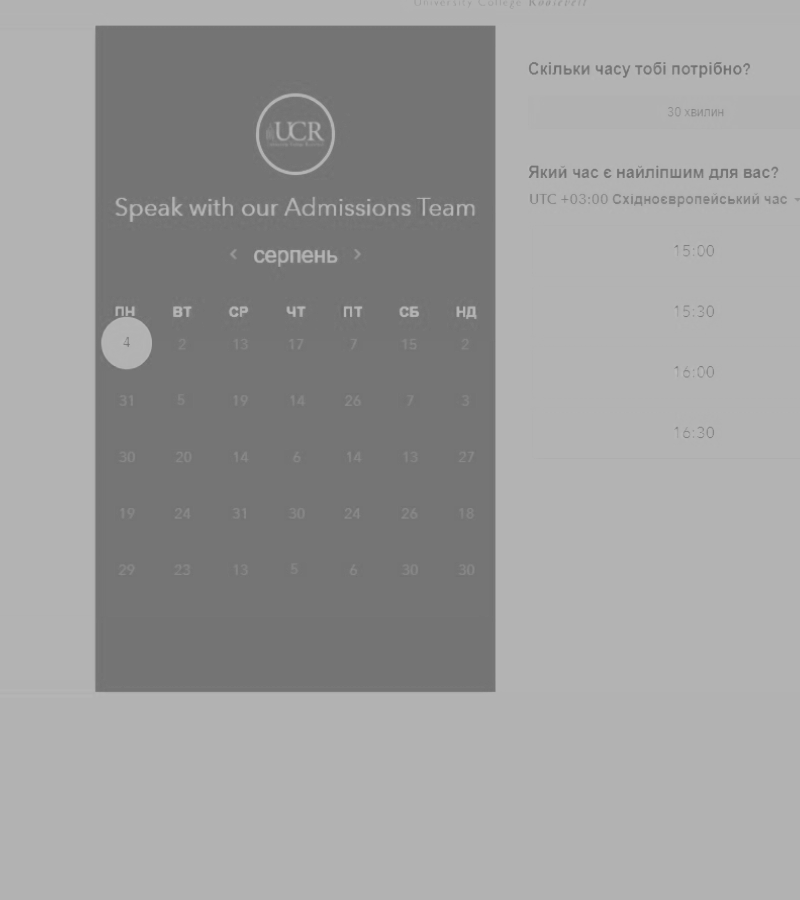 University College Roosevelt
UCR
Speak with our Admissions Team
серпень
ПН ВТ СР ЧТ ПТ СБ НД
4 2 13 17 7 15 2
31 5 19 14 26 7 3
30 20 14 6 14 13 27
19 24 31 30 24 26 18
29 23 13 5 6 30 30
Скільки часу тобі потрібно?
30 хвилин
Який час є найліпшим для вас?
UTC +03:00 Східноєвропейський час
15:00
15:30
16:00
16:30